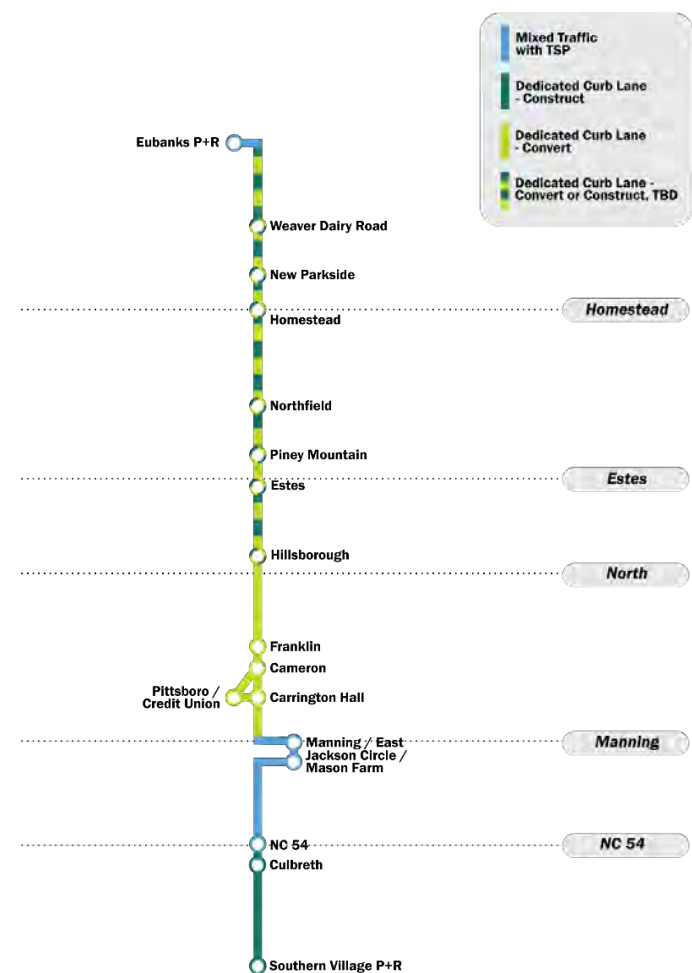 Mixed Traffic
with TSP
Dedicated Curb Lane
- Construct
Dedicated Curb Lane
- Convert
Dedicated Curb Lane -
Convert or Construct, TBD
Eubanks P+R
Weaver Dairy Road
New Parkside
Homestead
Homestead
Northfield
Piney Mountain
Estes
Estes
Hillsborough
North
Franklin
Cameron
Pittsboro /
Credit Union
Carrington Hall
Manning / East
Manning
Jackson Circle /
Mason Farm
NC 54
NC 54
Culbreth
Southern Village P+R